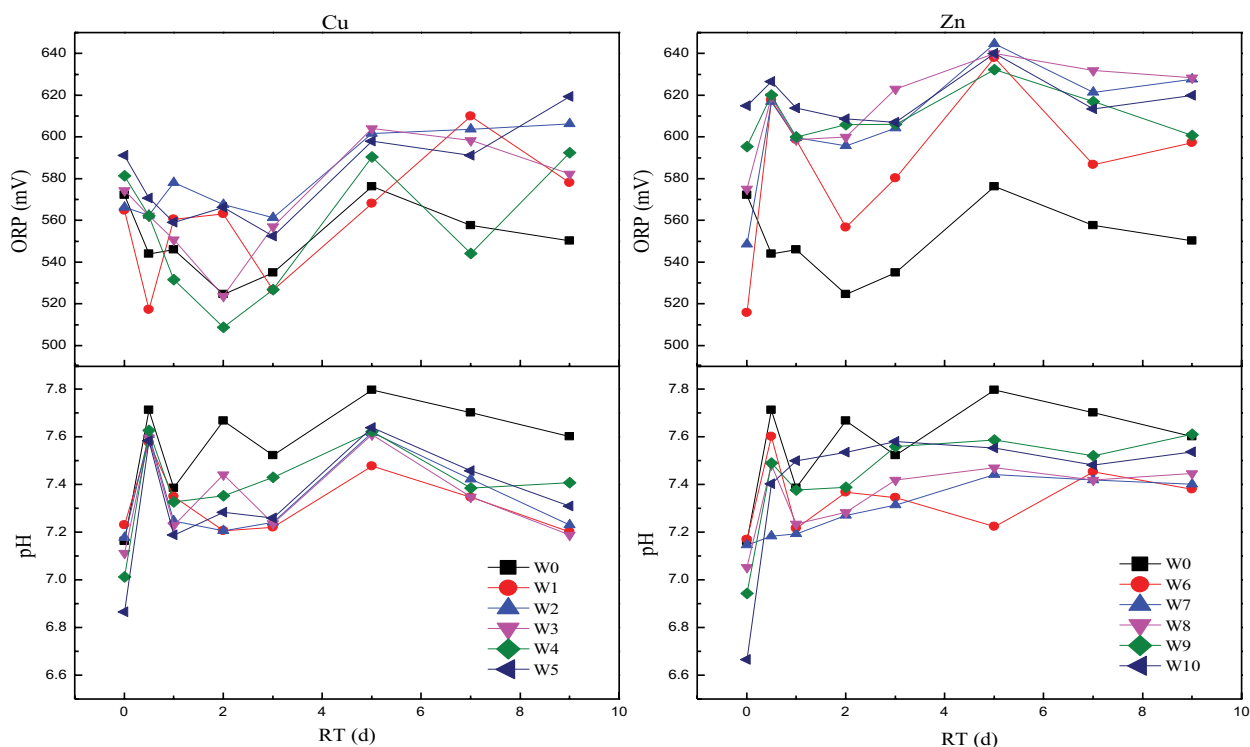 Cu
Zn
640
620
600
580
560
540
520
500
ORP (mV)
640
620
600
580
560
540
520
500
ORP (mV)
7.8
7.6
7.4
7.2
7.0
6.8
6.6
pH
W0
W1
W2
W3
W4
W5
7.8
7.6
7.4
7.2
7.0
6.8
6.6
pH
W0
W6
W7
W8
W9
W10
0 2 4 6 8 10
RT (d)
0 2 4 6 8 10
RT (d)